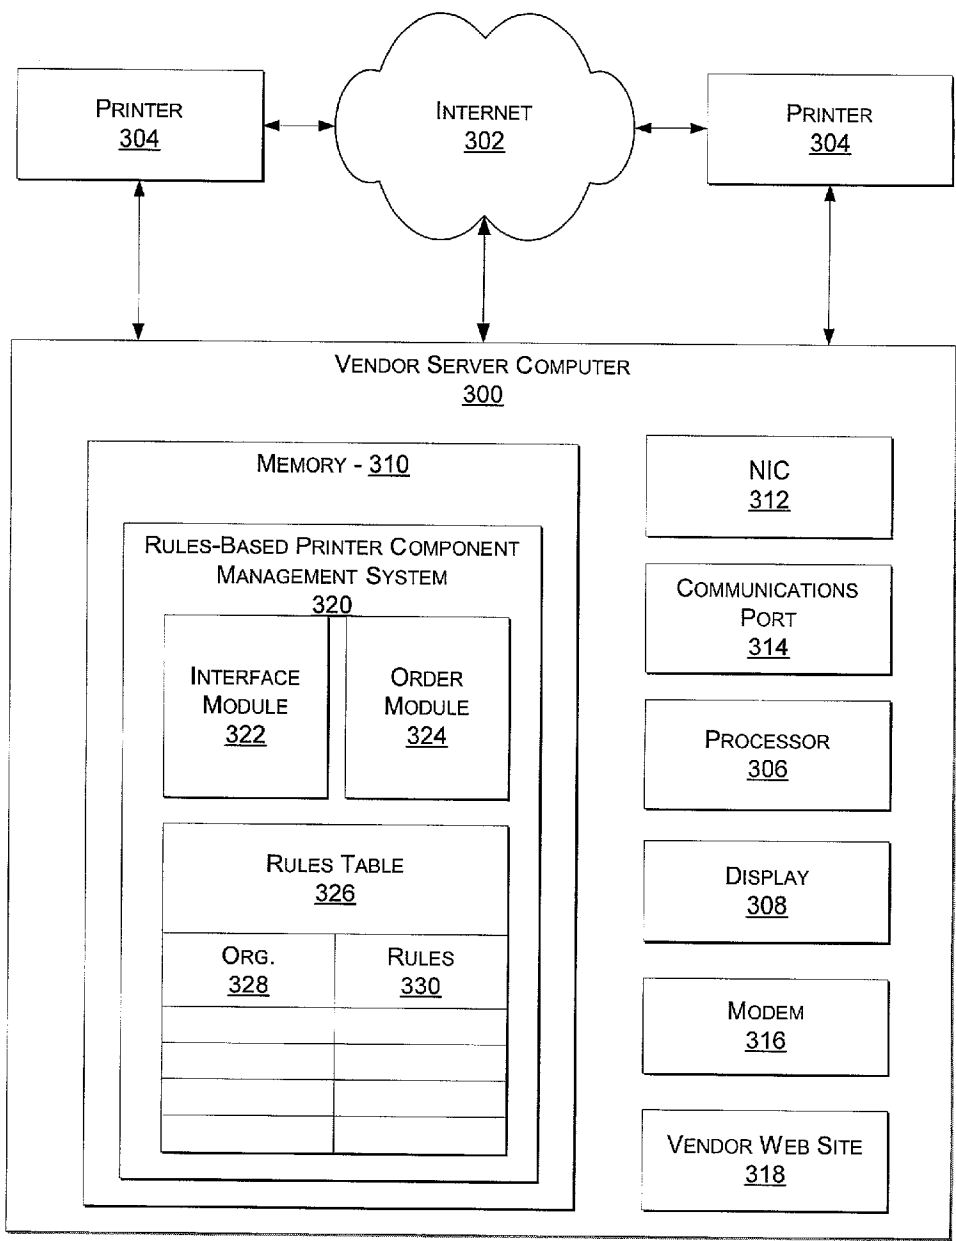 PRINTER
304
INTERNET
302
PRINTER
304
VENDOR SERVER COMPUTER
300
MEMORY - 310
RULES-BASED PRINTER COMPONENT
MANAGEMENT SYSTEM
320
INTERFACE
MODULE
322
ORDER
MODULE
324
RULES TABLE
326
ORG.
328
RULES
330
NIC
312
COMMUNICATIONS
PORT
314
PROCESSOR
306
DISPLAY
308
MODEM
316
VENDOR WEB SITE
318